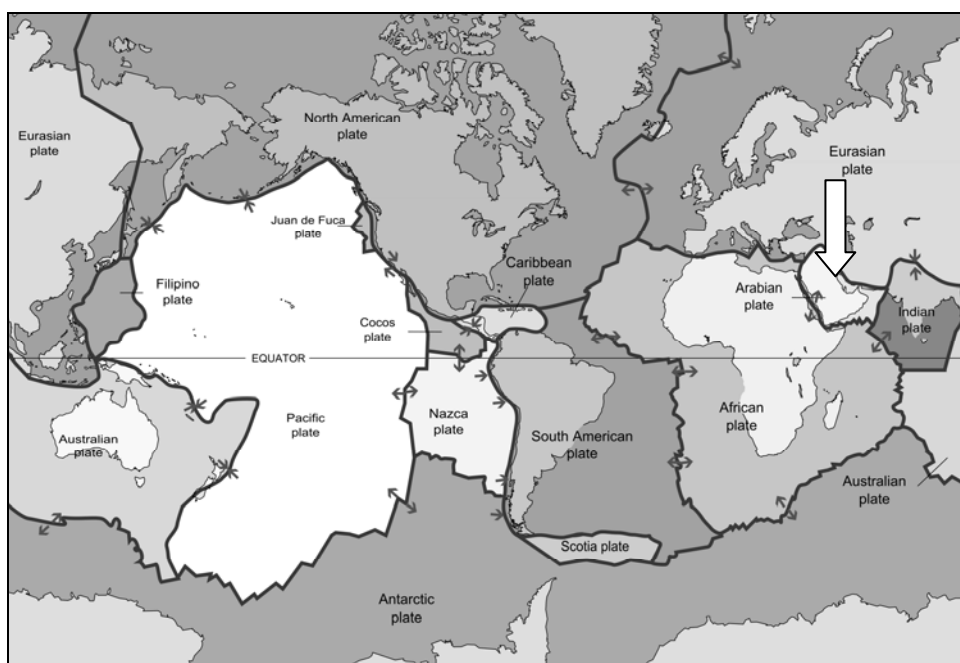 North American
plate
Eurasian
plate
Eurasian
plate
Juan de Fuca
plate
Caribbean
plate
Filipino
plate
Arabian
plate
Cocos
plate
Indian
plate
EQUATOR
Pacific
plate
Nazca
plate
African
plate
Australian
plate
South American
plate
Australian
plate
Scotia plate
Antarctic
plate